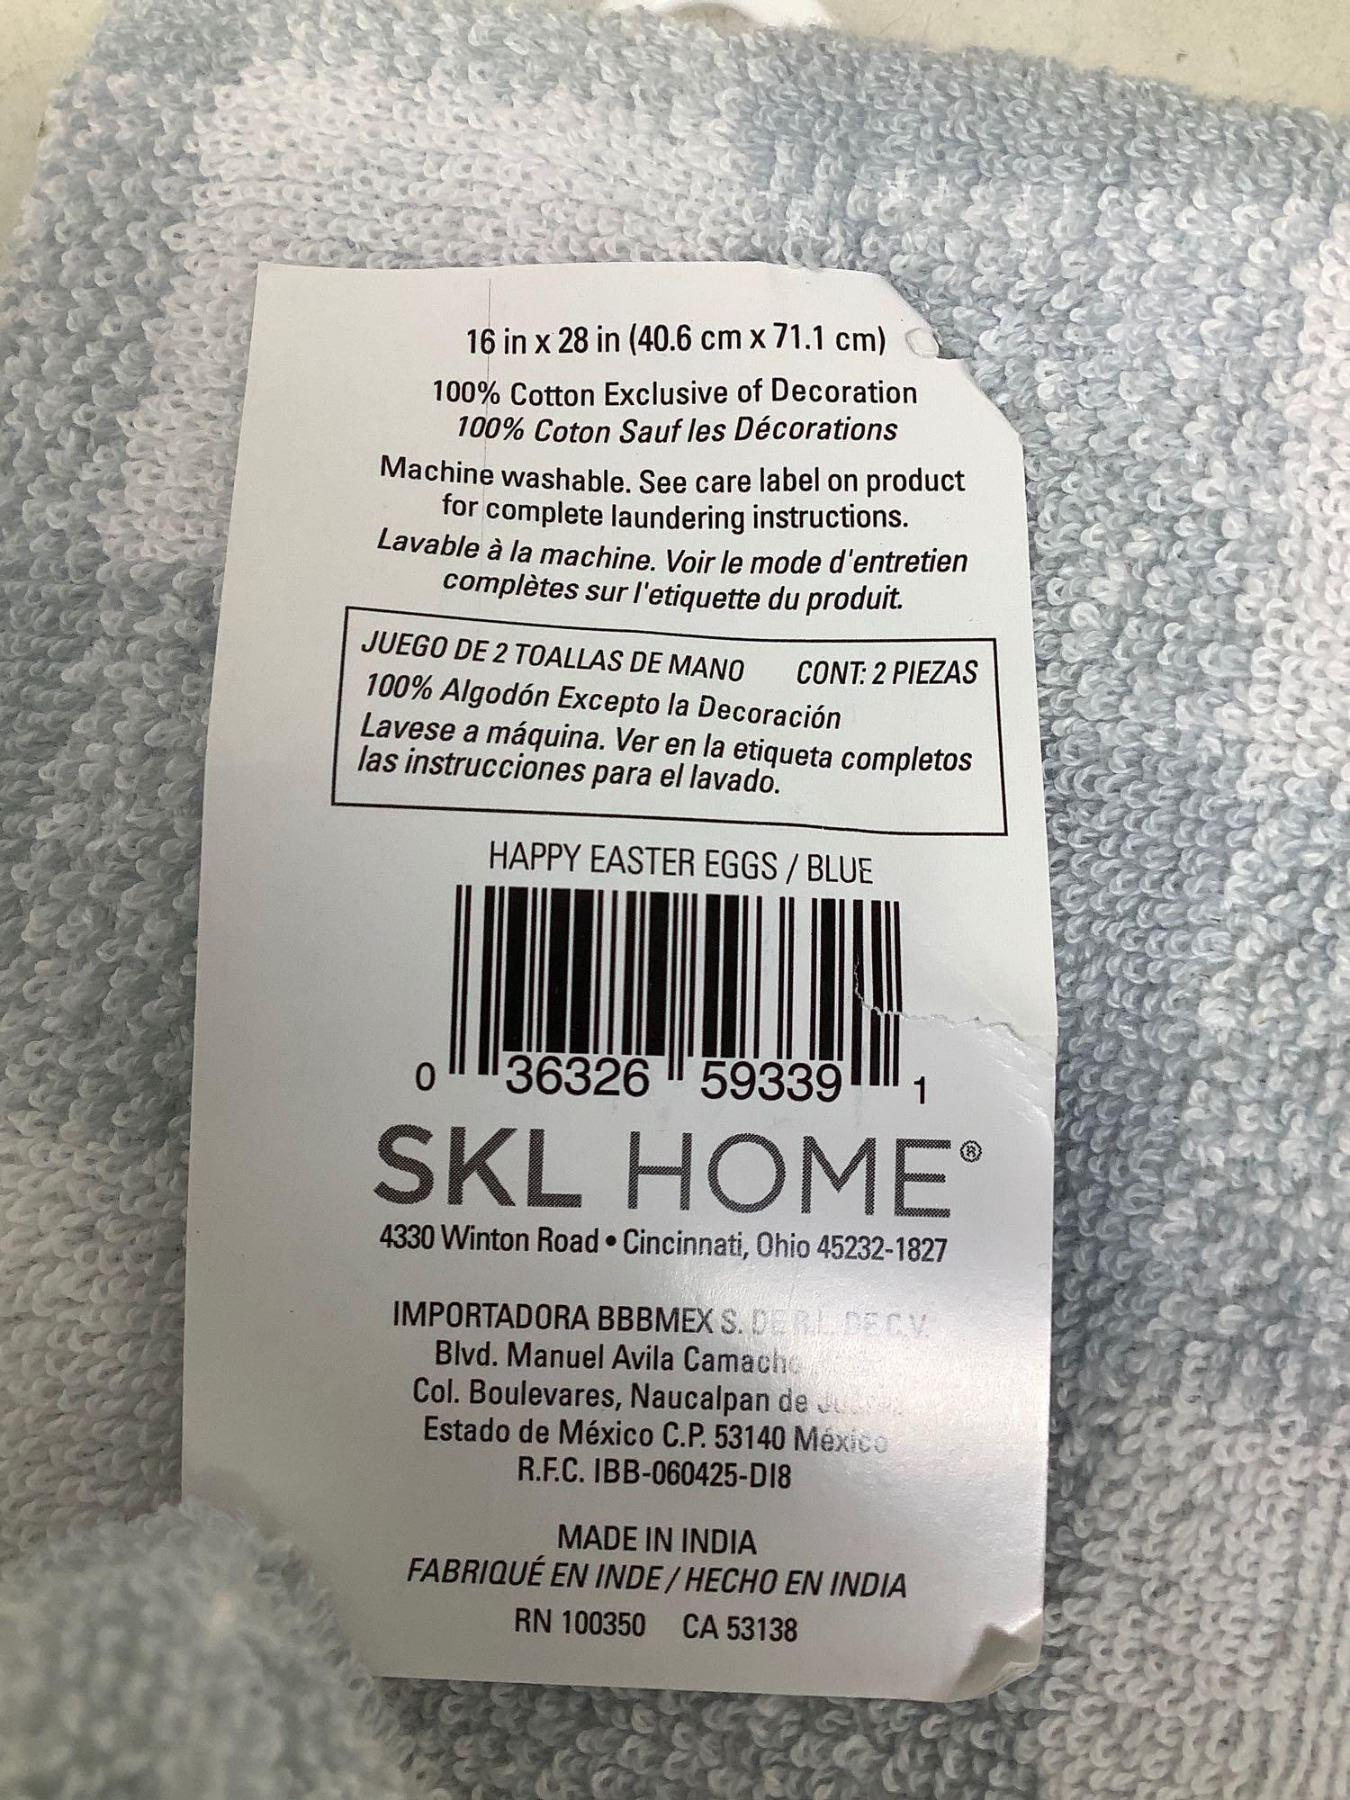 16 in x 28 in (40.6 cm x 71.1 cm)
100% Cotton Exclusive of Decoration
100% Coton Sauf les Décorations
Machine washable. See care label on product
for complete laundering instructions.
Lavable à la machine. Voir le mode d'entretien
complètes sur l'etiquette du produit.
JUEGO DE 2 TOALLAS DE MANO CONT: 2 PIEZAS
100% Algodón Excepto la Decoración
Lavese a máquina. Ver en la etiqueta completos
las instrucciones para el lavado.
HAPPY EASTER EGGS / BLUE
0 36326 59339 1
SKL HOME®
4330 Winton Road • Cincinnati, Ohio 45232-1827
IMPORTADORA BBBMEX S. DE R.L. DE C.V.
Blvd. Manuel Avila Camacho
Col. Boulevares, Naucalpan de
Estado de México C.P. 53140 México
R.F.C. IBB-060425-DI8
MADE IN INDIA
FABRIQUÉ EN INDE / HECHO EN INDIA
RN 100350 CA 53138